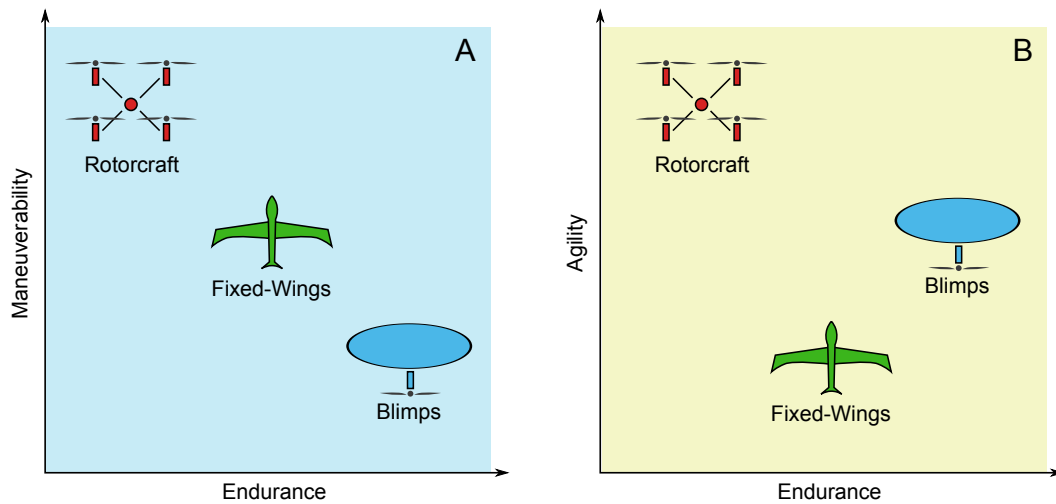 A
Rotorcraft
Maneuverability
Fixed-Wings
Blimps
Endurance
B
Rotorcraft
Agility
Blimps
Fixed-Wings
Endurance